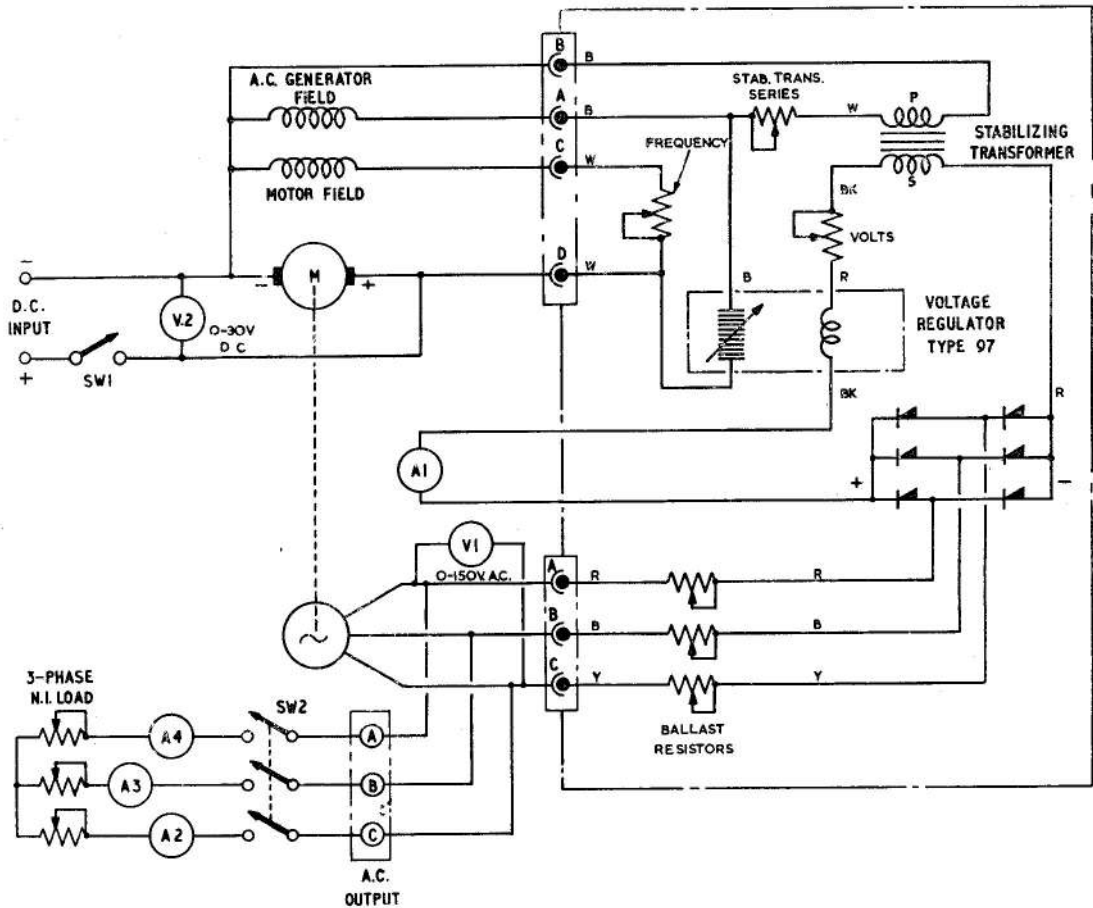 B
B
A.C. GENERATOR
FIELD
A
B
STAB. TRANS.
SERIES
W
P
STABILIZING
TRANSFORMER
S
C
W
FREQUENCY
MOTOR FIELD
BK
VOLTS
D
W
B
R
−
M
−
+
D.C.
INPUT
V.2
0-30V
D C
VOLTAGE
REGULATOR
TYPE 97
+
SW1
BK
R
A1
+
−
V1
0-150V. A.C.
A
R
R
B
B
B
~
C
Y
Y
3-PHASE
N.I. LOAD
SW2
BALLAST
RESISTORS
A4
A
A3
B
A2
C
A.C.
OUTPUT